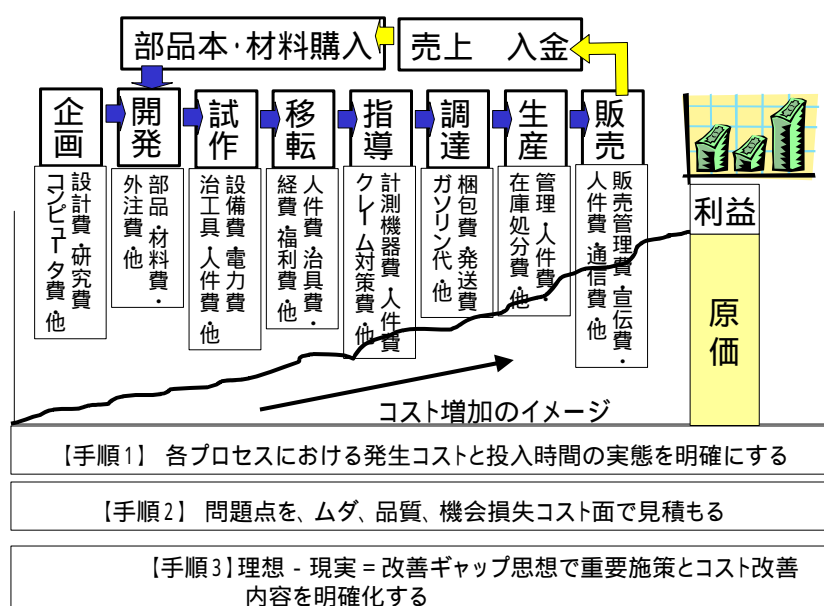 部品本・材料購入
売上 入金
企画
開発
試作
移転
指導
調達
生産
販売
設計費・研究費
コンピュータ費・他
部品・材料費・
外注費・他
設備費・電力費
治工具・人件費・他
人件費・治具費・
経費・福利費・他
計測機器費・人件費
クレーム対策費・他
梱包費・発送費
ガソリン代・他
管理・人件費・
在庫処分費・他
販売管理費・宣伝費・
人件費・通信費・他
利益
原価
コスト増加のイメージ
【手順1】 各プロセスにおける発生コストと投入時間の実態を明確にする
【手順2】 問題点を、ムダ、品質、機会損失コスト面で見積もる
【手順3】理想 - 現実 = 改善ギャップ思想で重要施策とコスト改善
内容を明確化する